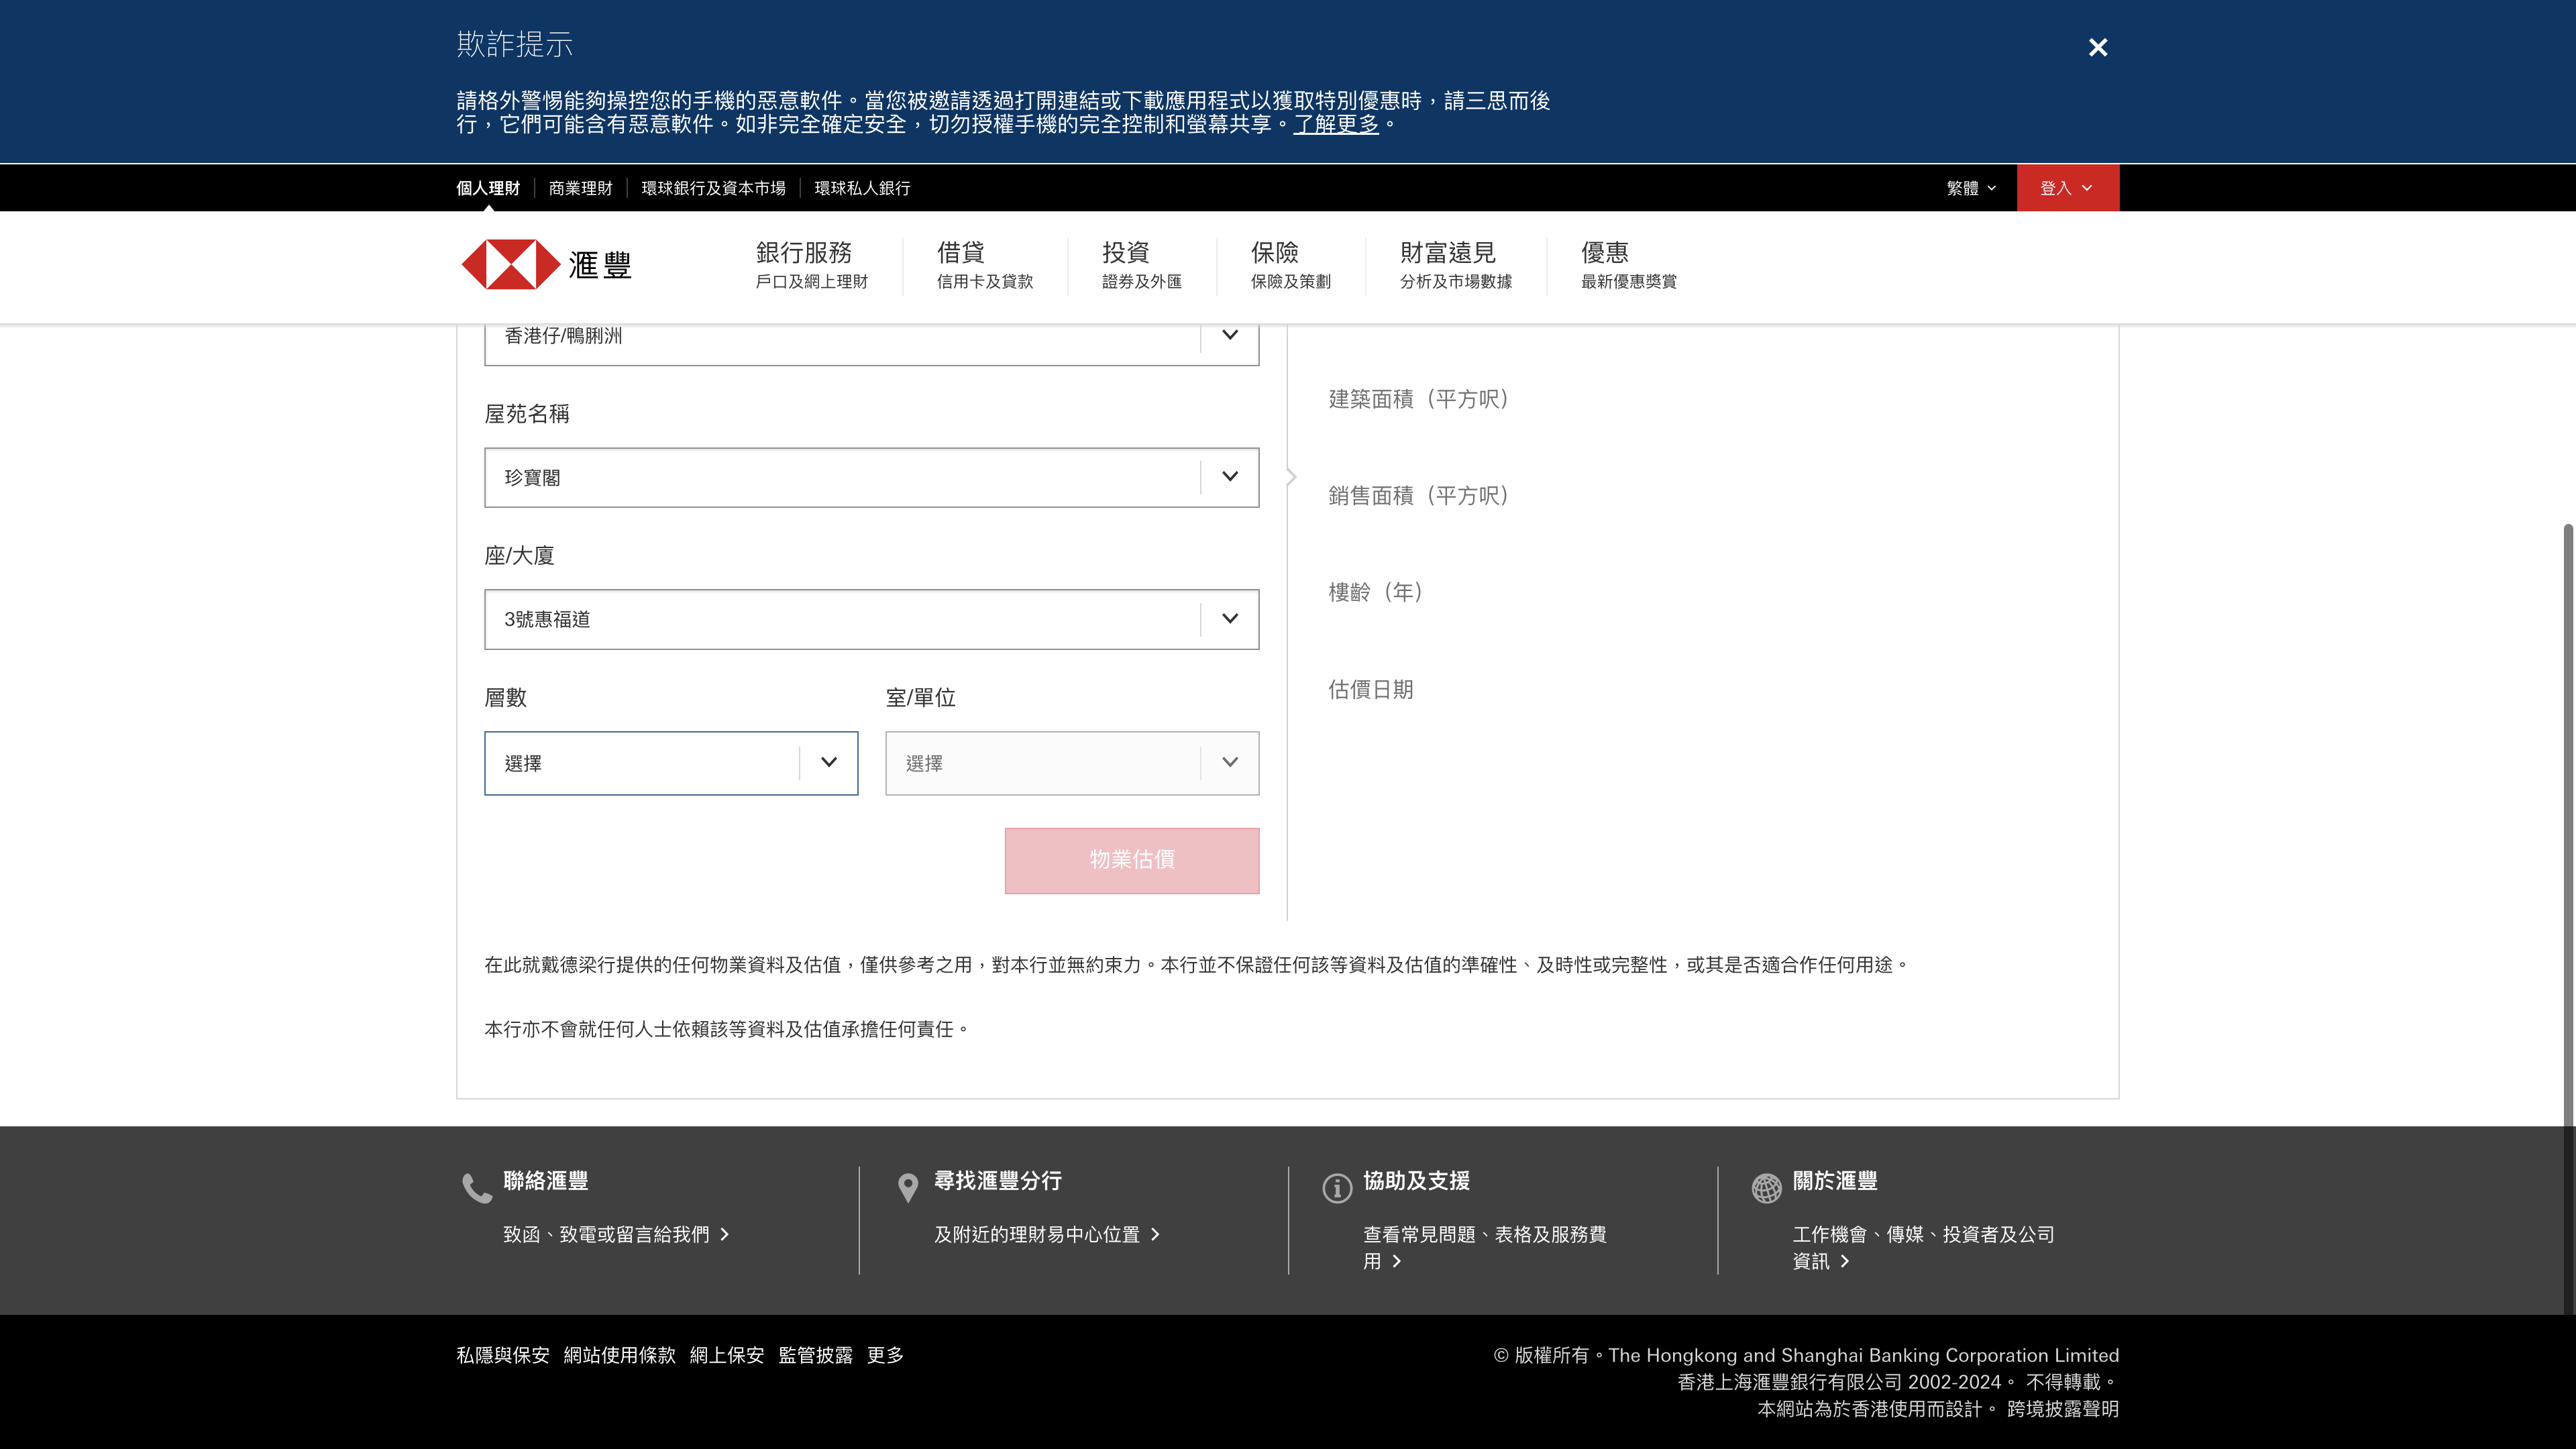 欺詐提示
請格外警惕能夠操控您的手機的惡意軟件。當您被邀請透過打開連結或下載應用程式以獲取特別優惠時，請三思而後
行，它們可能含有惡意軟件。如非完全確定安全，切勿授權手機的完全控制和螢幕共享。了解更多。
個人理財 商業理財 環球銀行及資本市場 環球私人銀行 繁體 登入
滙豐
銀行服務
戶口及網上理財
借貸
信用卡及貸款
投資
證券及外匯
保險
保險及策劃
財富遠見
分析及市場數據
優惠
最新優惠獎賞
香港仔/鴨脷洲
屋苑名稱
珍寶閣
座/大廈
3號惠福道
層數
選擇
室/單位
選擇
物業估價
建築面積（平方呎）
銷售面積（平方呎）
樓齡（年）
估價日期
在此就戴德梁行提供的任何物業資料及估值，僅供參考之用，對本行並無約束力。本行並不保證任何該等資料及估值的準確性、及時性或完整性，或其是否適合作任何用途。
本行亦不會就任何人士依賴該等資料及估值承擔任何責任。
聯絡滙豐
致函、致電或留言給我們
尋找滙豐分行
及附近的理財易中心位置
協助及支援
查看常見問題、表格及服務費
用
關於滙豐
工作機會、傳媒、投資者及公司
資訊
私隱與保安 網站使用條款 網上保安 監管披露 更多
© 版權所有。The Hongkong and Shanghai Banking Corporation Limited
香港上海滙豐銀行有限公司 2002-2024。 不得轉載。
本網站為於香港使用而設計。 跨境披露聲明